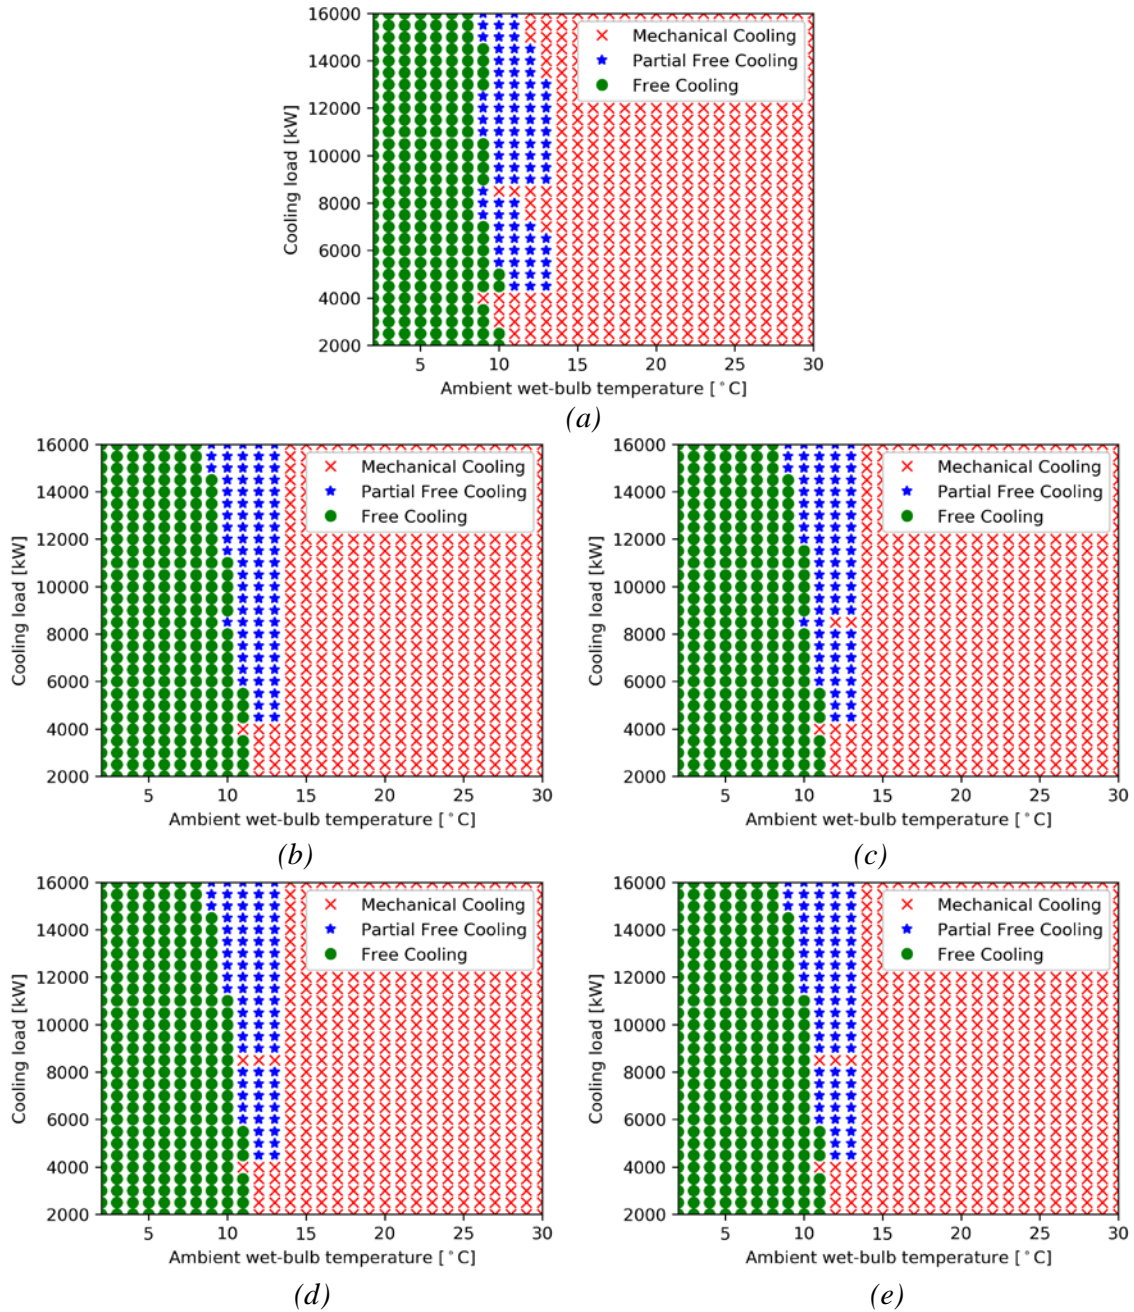 16000
14000
12000
10000
8000
6000
4000
2000
Cooling load [kW]
Mechanical Cooling
Partial Free Cooling
Free Cooling
5 10 15 20 25 30
Ambient wet-bulb temperature [°C]
(a)
16000
14000
12000
10000
8000
6000
4000
2000
Cooling load [kW]
Mechanical Cooling
Partial Free Cooling
Free Cooling
5 10 15 20 25 30
Ambient wet-bulb temperature [°C]
(b)
16000
14000
12000
10000
8000
6000
4000
2000
Cooling load [kW]
Mechanical Cooling
Partial Free Cooling
Free Cooling
5 10 15 20 25 30
Ambient wet-bulb temperature [°C]
(c)
16000
14000
12000
10000
8000
6000
4000
2000
Cooling load [kW]
Mechanical Cooling
Partial Free Cooling
Free Cooling
5 10 15 20 25 30
Ambient wet-bulb temperature [°C]
(d)
16000
14000
12000
10000
8000
6000
4000
2000
Cooling load [kW]
Mechanical Cooling
Partial Free Cooling
Free Cooling
5 10 15 20 25 30
Ambient wet-bulb temperature [°C]
(e)